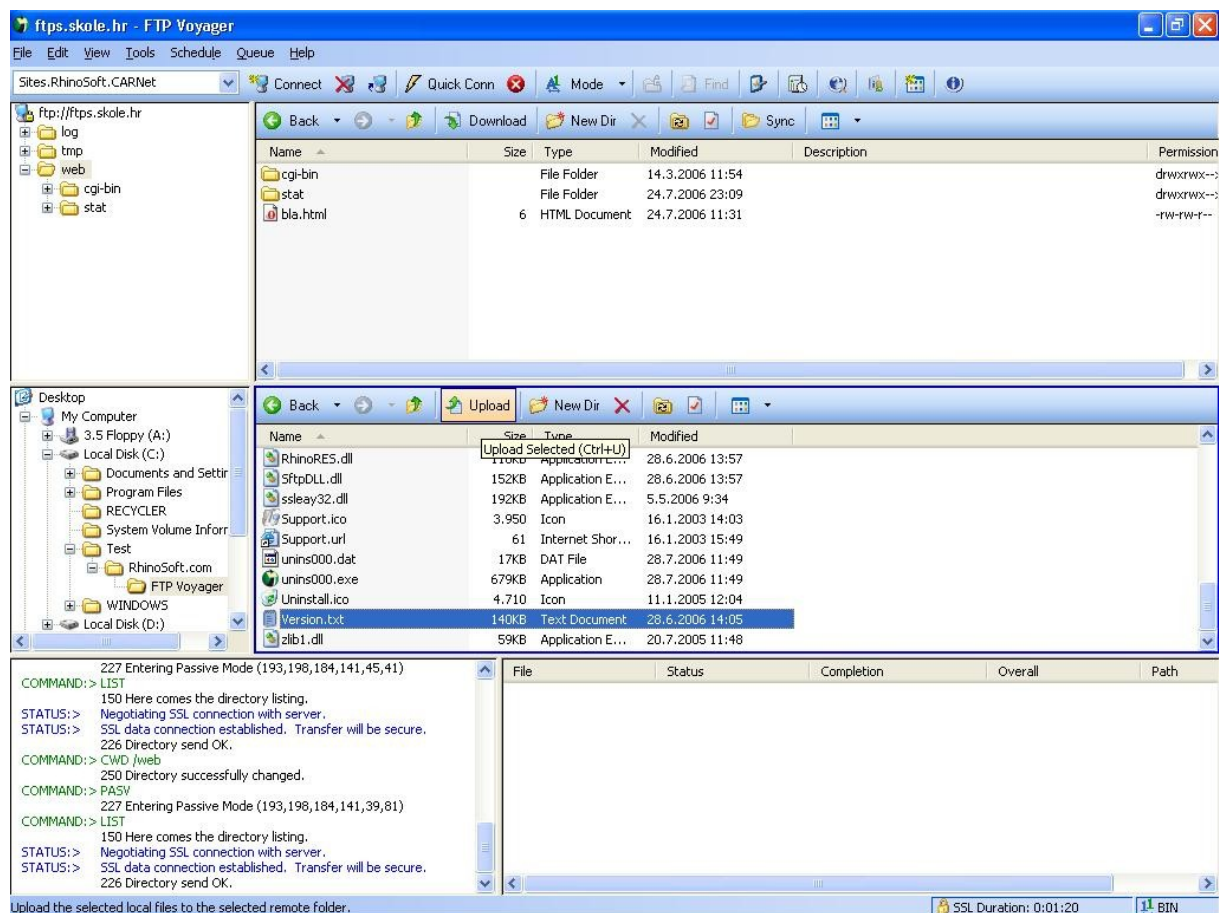 ftps.skole.hr - FTP Voyager
File Edit View Tools Schedule Queue Help
Sites.RhinoSoft.CARNet Connect Quick Conn Mode Find
ftp://ftps.skole.hr
log
tmp
web
cgi-bin
stat
Back Download New Dir Sync
Name Size Type Modified Description Permission
cgi-bin File Folder 14.3.2006 11:54 drwxrwx--
stat File Folder 24.7.2006 23:09 drwxrwx--
bla.html 6 HTML Document 24.7.2006 11:31 -rw-rw-r--
Desktop
My Computer
3.5 Floppy (A:)
Local Disk (C:)
Documents and Settir
Program Files
RECYCLER
System Volume Inforr
Test
RhinoSoft.com
FTP Voyager
WINDOWS
Local Disk (D:)
Back Upload New Dir
Name Size Type Modified
Upload Selected (Ctrl+U)
RhinoRES.dll 110KB Application E... 28.6.2006 13:57
SftpDLL.dll 152KB Application E... 28.6.2006 13:57
ssleay32.dll 192KB Application E... 5.5.2006 9:34
Support.ico 3.950 Icon 16.1.2003 14:03
Support.url 61 Internet Shor... 16.1.2003 15:49
unins000.dat 17KB DAT File 28.7.2006 11:49
unins000.exe 679KB Application 28.7.2006 11:49
Uninstall.ico 4.710 Icon 11.1.2005 12:04
Version.txt 140KB Text Document 28.6.2006 14:05
zlib1.dll 59KB Application E... 20.7.2005 11:48
227 Entering Passive Mode (193,198,184,141,45,41)
COMMAND:> LIST
150 Here comes the directory listing.
STATUS:> Negotiating SSL connection with server.
STATUS:> SSL data connection established. Transfer will be secure.
226 Directory send OK.
COMMAND:> CWD /web
250 Directory successfully changed.
COMMAND:> PASV
227 Entering Passive Mode (193,198,184,141,39,81)
COMMAND:> LIST
150 Here comes the directory listing.
STATUS:> Negotiating SSL connection with server.
STATUS:> SSL data connection established. Transfer will be secure.
226 Directory send OK.
File Status Completion Overall Path
Upload the selected local files to the selected remote folder. SSL Duration: 0:01:20 BIN